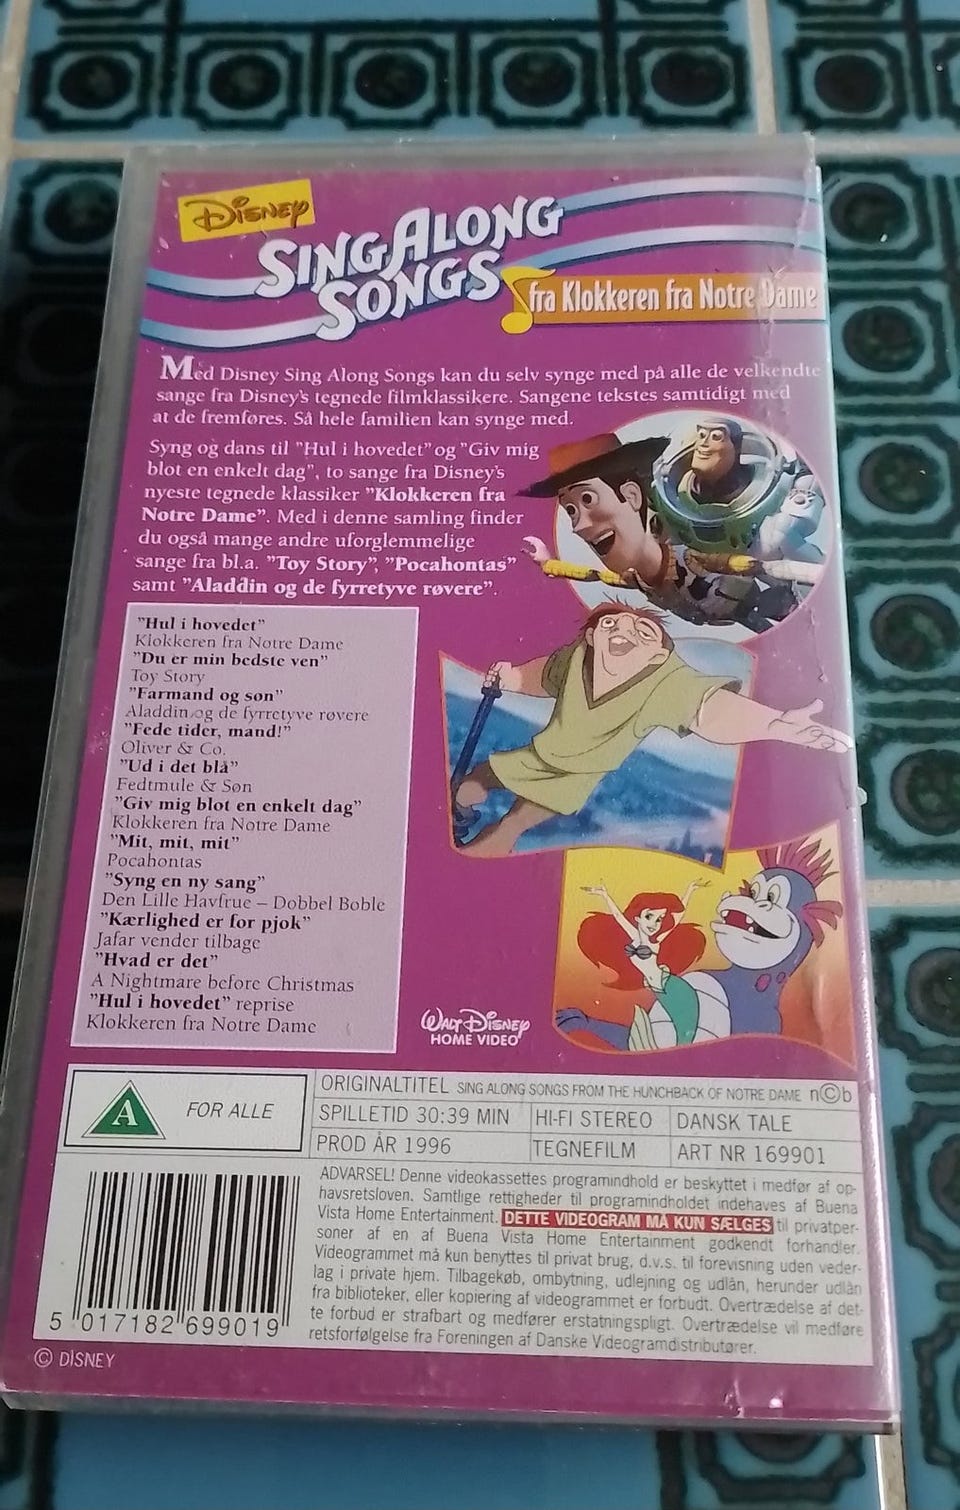 Disney
SING ALONG
SONGS
fra Klokkeren fra Notre Dame
Med Disney Sing Along Songs kan du selv synge med på alle de velkendte
sange fra Disney's tegnede filmklassikere. Sangene tekstes samtidigt med
at de fremføres. Så hele familien kan synge med.
Syng og dans til "Hul i hovedet" og "Giv mig
blot en enkelt dag", to sange fra Disney's
nyeste tegnede klassiker "Klokkeren fra
Notre Dame". Med i denne samling finder
du også mange andre uforglemmelige
sange fra bl.a. "Toy Story", "Pocahontas"
samt "Aladdin og de fyrretyve røvere".
"Hul i hovedet"
Klokkeren fra Notre Dame
"Du er min bedste ven"
Toy Story
"Farmand og søn"
Aladdin og de fyrretyve røvere
"Fede tider, mand!"
Oliver & Co.
"Ud i det blå"
Fedtmule & Søn
"Giv mig blot en enkelt dag"
Klokkeren fra Notre Dame
"Mit, mit, mit"
Pocahontas
"Syng en ny sang"
Den Lille Havfrue – Dobbel Boble
"Kærlighed er for pjok"
Jafar vender tilbage
"Hvad er det"
A Nightmare before Christmas
"Hul i hovedet" reprise
Klokkeren fra Notre Dame
WALT DISNEY
HOME VIDEO
A FOR ALLE
ORIGINALTITEL SING ALONG SONGS FROM THE HUNCHBACK OF NOTRE DAME n©b
SPILLETID 30:39 MIN HI-FI STEREO DANSK TALE
PROD ÅR 1996 TEGNEFILM ART NR 169901
ADVARSEL! Denne videokassettes programindhold er beskyttet i medfør af op-
havsretsloven. Samtlige rettigheder til programindholdet indehaves af Buena
Vista Home Entertainment. DETTE VIDEOGRAM MÅ KUN SÆLGES til privatper-
soner af en af Buena Vista Home Entertainment godkendt forhandler.
Videogrammet må kun benyttes til privat brug, d.v.s. til forevisning uden veder-
lag i private hjem. Tilbagekøb, ombytning, udlejning og udlån, herunder udlån
fra biblioteker, eller kopiering af videogrammet er forbudt. Overtrædelse af det-
te forbud er strafbart og medfører erstatningspligt. Overtrædelse vil medføre
retsforfølgelse fra Foreningen af Danske Videogramdistributører.
5 017182 699019
© DISNEY